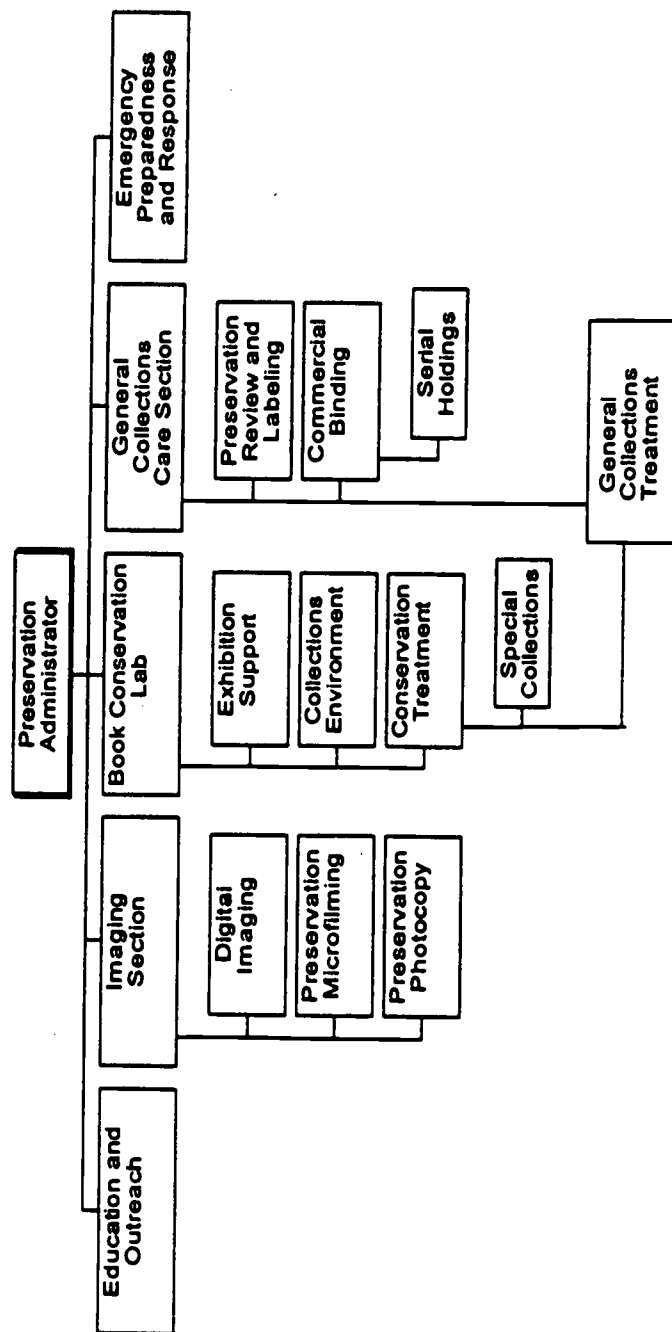 Preservation
Administrator
Education and
Outreach
Imaging
Section
Book Conservation
Lab
General
Collections
Care Section
Emergency
Preparedness
and Response
Digital
Imaging
Preservation
Microfilming
Preservation
Photocopy
Exhibition
Support
Collections
Environment
Conservation
Treatment
Special
Collections
Preservation
Review and
Labeling
Commercial
Binding
Serial
Holdings
General
Collections
Treatment